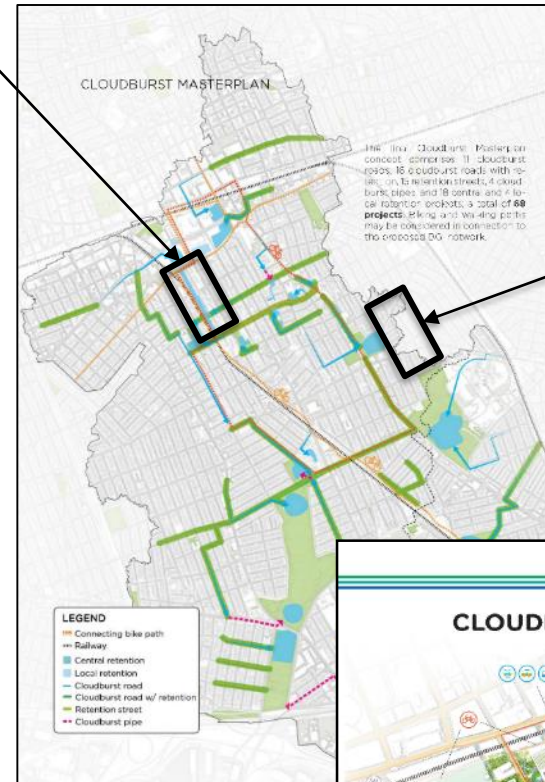 CLOUDBURST MASTERPLAN
Cloudburst Masterplan
concept comprises 11 cloudburst
roads, 16 cloudburst roads with re-
15 retention streets, 4 cloud-
burst pipes and 18 central and 4 lo-
cal retention projects, a total of 68
projects. Biking and walking paths
may be considered in connection to
the proposed BGI network.
LEGEND
Connecting bike path
Railway
Central retention
Local retention
Cloudburst road
Cloudburst road w/ retention
Retention street
Cloudburst pipe
CLOUD